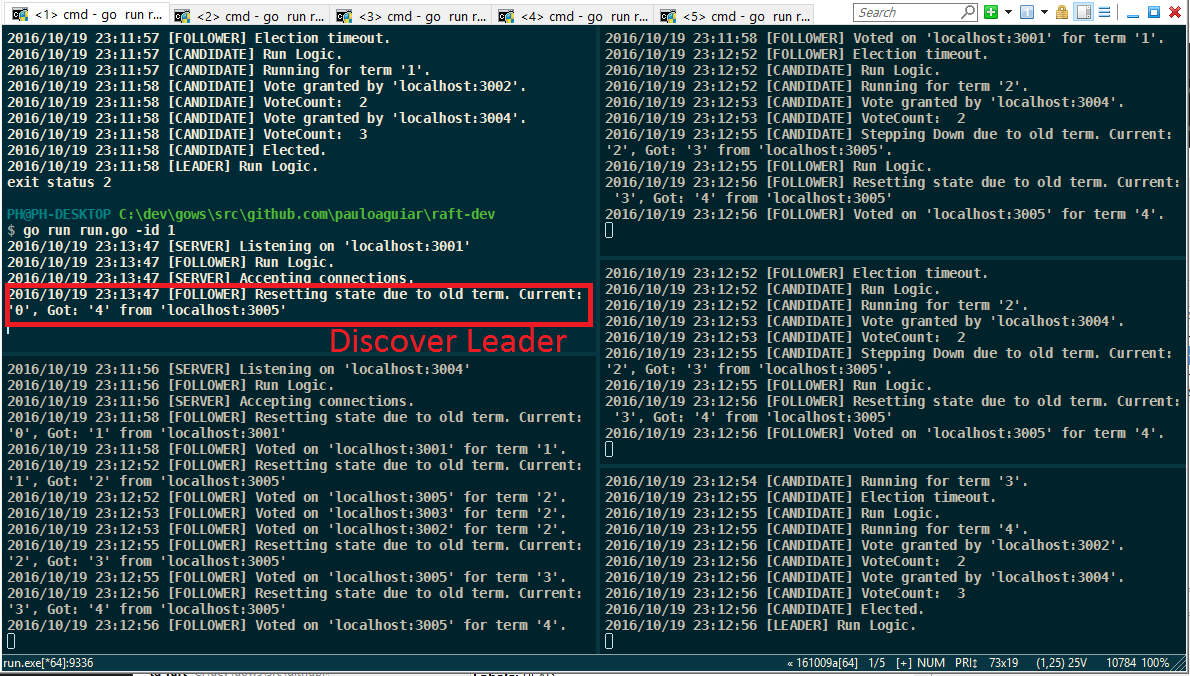 <1> cmd - go run r...
<2> cmd - go run r...
<3> cmd - go run r...
<4> cmd - go run r...
<5> cmd - go run r...
Search
2016/10/19 23:11:57 [FOLLOWER] Election timeout.
2016/10/19 23:11:57 [CANDIDATE] Run Logic.
2016/10/19 23:11:57 [CANDIDATE] Running for term '1'.
2016/10/19 23:11:58 [CANDIDATE] Vote granted by 'localhost:3002'.
2016/10/19 23:11:58 [CANDIDATE] VoteCount:  2
2016/10/19 23:11:58 [CANDIDATE] Vote granted by 'localhost:3004'.
2016/10/19 23:11:58 [CANDIDATE] VoteCount:  3
2016/10/19 23:11:58 [CANDIDATE] Elected.
2016/10/19 23:11:58 [LEADER] Run Logic.
exit status 2
PH@PH-DESKTOP C:\dev\gows\src\github.com\pauloaguiar\raft-dev
$ go run run.go -id 1
2016/10/19 23:13:47 [SERVER] Listening on 'localhost:3001'
2016/10/19 23:13:47 [FOLLOWER] Run Logic.
2016/10/19 23:13:47 [SERVER] Accepting connections.
2016/10/19 23:13:47 [FOLLOWER] Resetting state due to old term. Current:
'0', Got: '4' from 'localhost:3005'
Discover Leader
2016/10/19 23:11:56 [SERVER] Listening on 'localhost:3004'
2016/10/19 23:11:56 [FOLLOWER] Run Logic.
2016/10/19 23:11:56 [SERVER] Accepting connections.
2016/10/19 23:11:58 [FOLLOWER] Resetting state due to old term. Current:
'0', Got: '1' from 'localhost:3001'
2016/10/19 23:11:58 [FOLLOWER] Voted on 'localhost:3001' for term '1'.
2016/10/19 23:12:52 [FOLLOWER] Resetting state due to old term. Current:
'1', Got: '2' from 'localhost:3005'
2016/10/19 23:12:52 [FOLLOWER] Voted on 'localhost:3005' for term '2'.
2016/10/19 23:12:53 [FOLLOWER] Voted on 'localhost:3003' for term '2'.
2016/10/19 23:12:53 [FOLLOWER] Voted on 'localhost:3002' for term '2'.
2016/10/19 23:12:55 [FOLLOWER] Resetting state due to old term. Current:
'2', Got: '3' from 'localhost:3005'
2016/10/19 23:12:55 [FOLLOWER] Voted on 'localhost:3005' for term '3'.
2016/10/19 23:12:56 [FOLLOWER] Resetting state due to old term. Current:
'3', Got: '4' from 'localhost:3005'
2016/10/19 23:12:56 [FOLLOWER] Voted on 'localhost:3005' for term '4'.
2016/10/19 23:11:58 [FOLLOWER] Voted on 'localhost:3001' for term '1'.
2016/10/19 23:12:52 [FOLLOWER] Election timeout.
2016/10/19 23:12:52 [CANDIDATE] Run Logic.
2016/10/19 23:12:52 [CANDIDATE] Running for term '2'.
2016/10/19 23:12:53 [CANDIDATE] Vote granted by 'localhost:3004'.
2016/10/19 23:12:53 [CANDIDATE] VoteCount:  2
2016/10/19 23:12:55 [CANDIDATE] Stepping Down due to old term. Current:
'2', Got: '3' from 'localhost:3005'.
2016/10/19 23:12:55 [FOLLOWER] Run Logic.
2016/10/19 23:12:56 [FOLLOWER] Resetting state due to old term. Current:
'3', Got: '4' from 'localhost:3005'
2016/10/19 23:12:56 [FOLLOWER] Voted on 'localhost:3005' for term '4'.
2016/10/19 23:12:52 [FOLLOWER] Election timeout.
2016/10/19 23:12:52 [CANDIDATE] Run Logic.
2016/10/19 23:12:52 [CANDIDATE] Running for term '2'.
2016/10/19 23:12:53 [CANDIDATE] Vote granted by 'localhost:3004'.
2016/10/19 23:12:53 [CANDIDATE] VoteCount:  2
2016/10/19 23:12:55 [CANDIDATE] Stepping Down due to old term. Current:
'2', Got: '3' from 'localhost:3005'.
2016/10/19 23:12:55 [FOLLOWER] Run Logic.
2016/10/19 23:12:56 [FOLLOWER] Resetting state due to old term. Current:
'3', Got: '4' from 'localhost:3005'
2016/10/19 23:12:56 [FOLLOWER] Voted on 'localhost:3005' for term '4'.
2016/10/19 23:12:54 [CANDIDATE] Running for term '3'.
2016/10/19 23:12:55 [CANDIDATE] Election timeout.
2016/10/19 23:12:55 [CANDIDATE] Run Logic.
2016/10/19 23:12:55 [CANDIDATE] Running for term '4'.
2016/10/19 23:12:56 [CANDIDATE] Vote granted by 'localhost:3002'.
2016/10/19 23:12:56 [CANDIDATE] VoteCount:  2
2016/10/19 23:12:56 [CANDIDATE] Vote granted by 'localhost:3004'.
2016/10/19 23:12:56 [CANDIDATE] VoteCount:  3
2016/10/19 23:12:56 [CANDIDATE] Elected.
2016/10/19 23:12:56 [LEADER] Run Logic.
run.exe[*64]:9336
« 161009a[64] 1/5 [+] NUM PRI↕ 73x19 (1,25) 25V 10784 100%